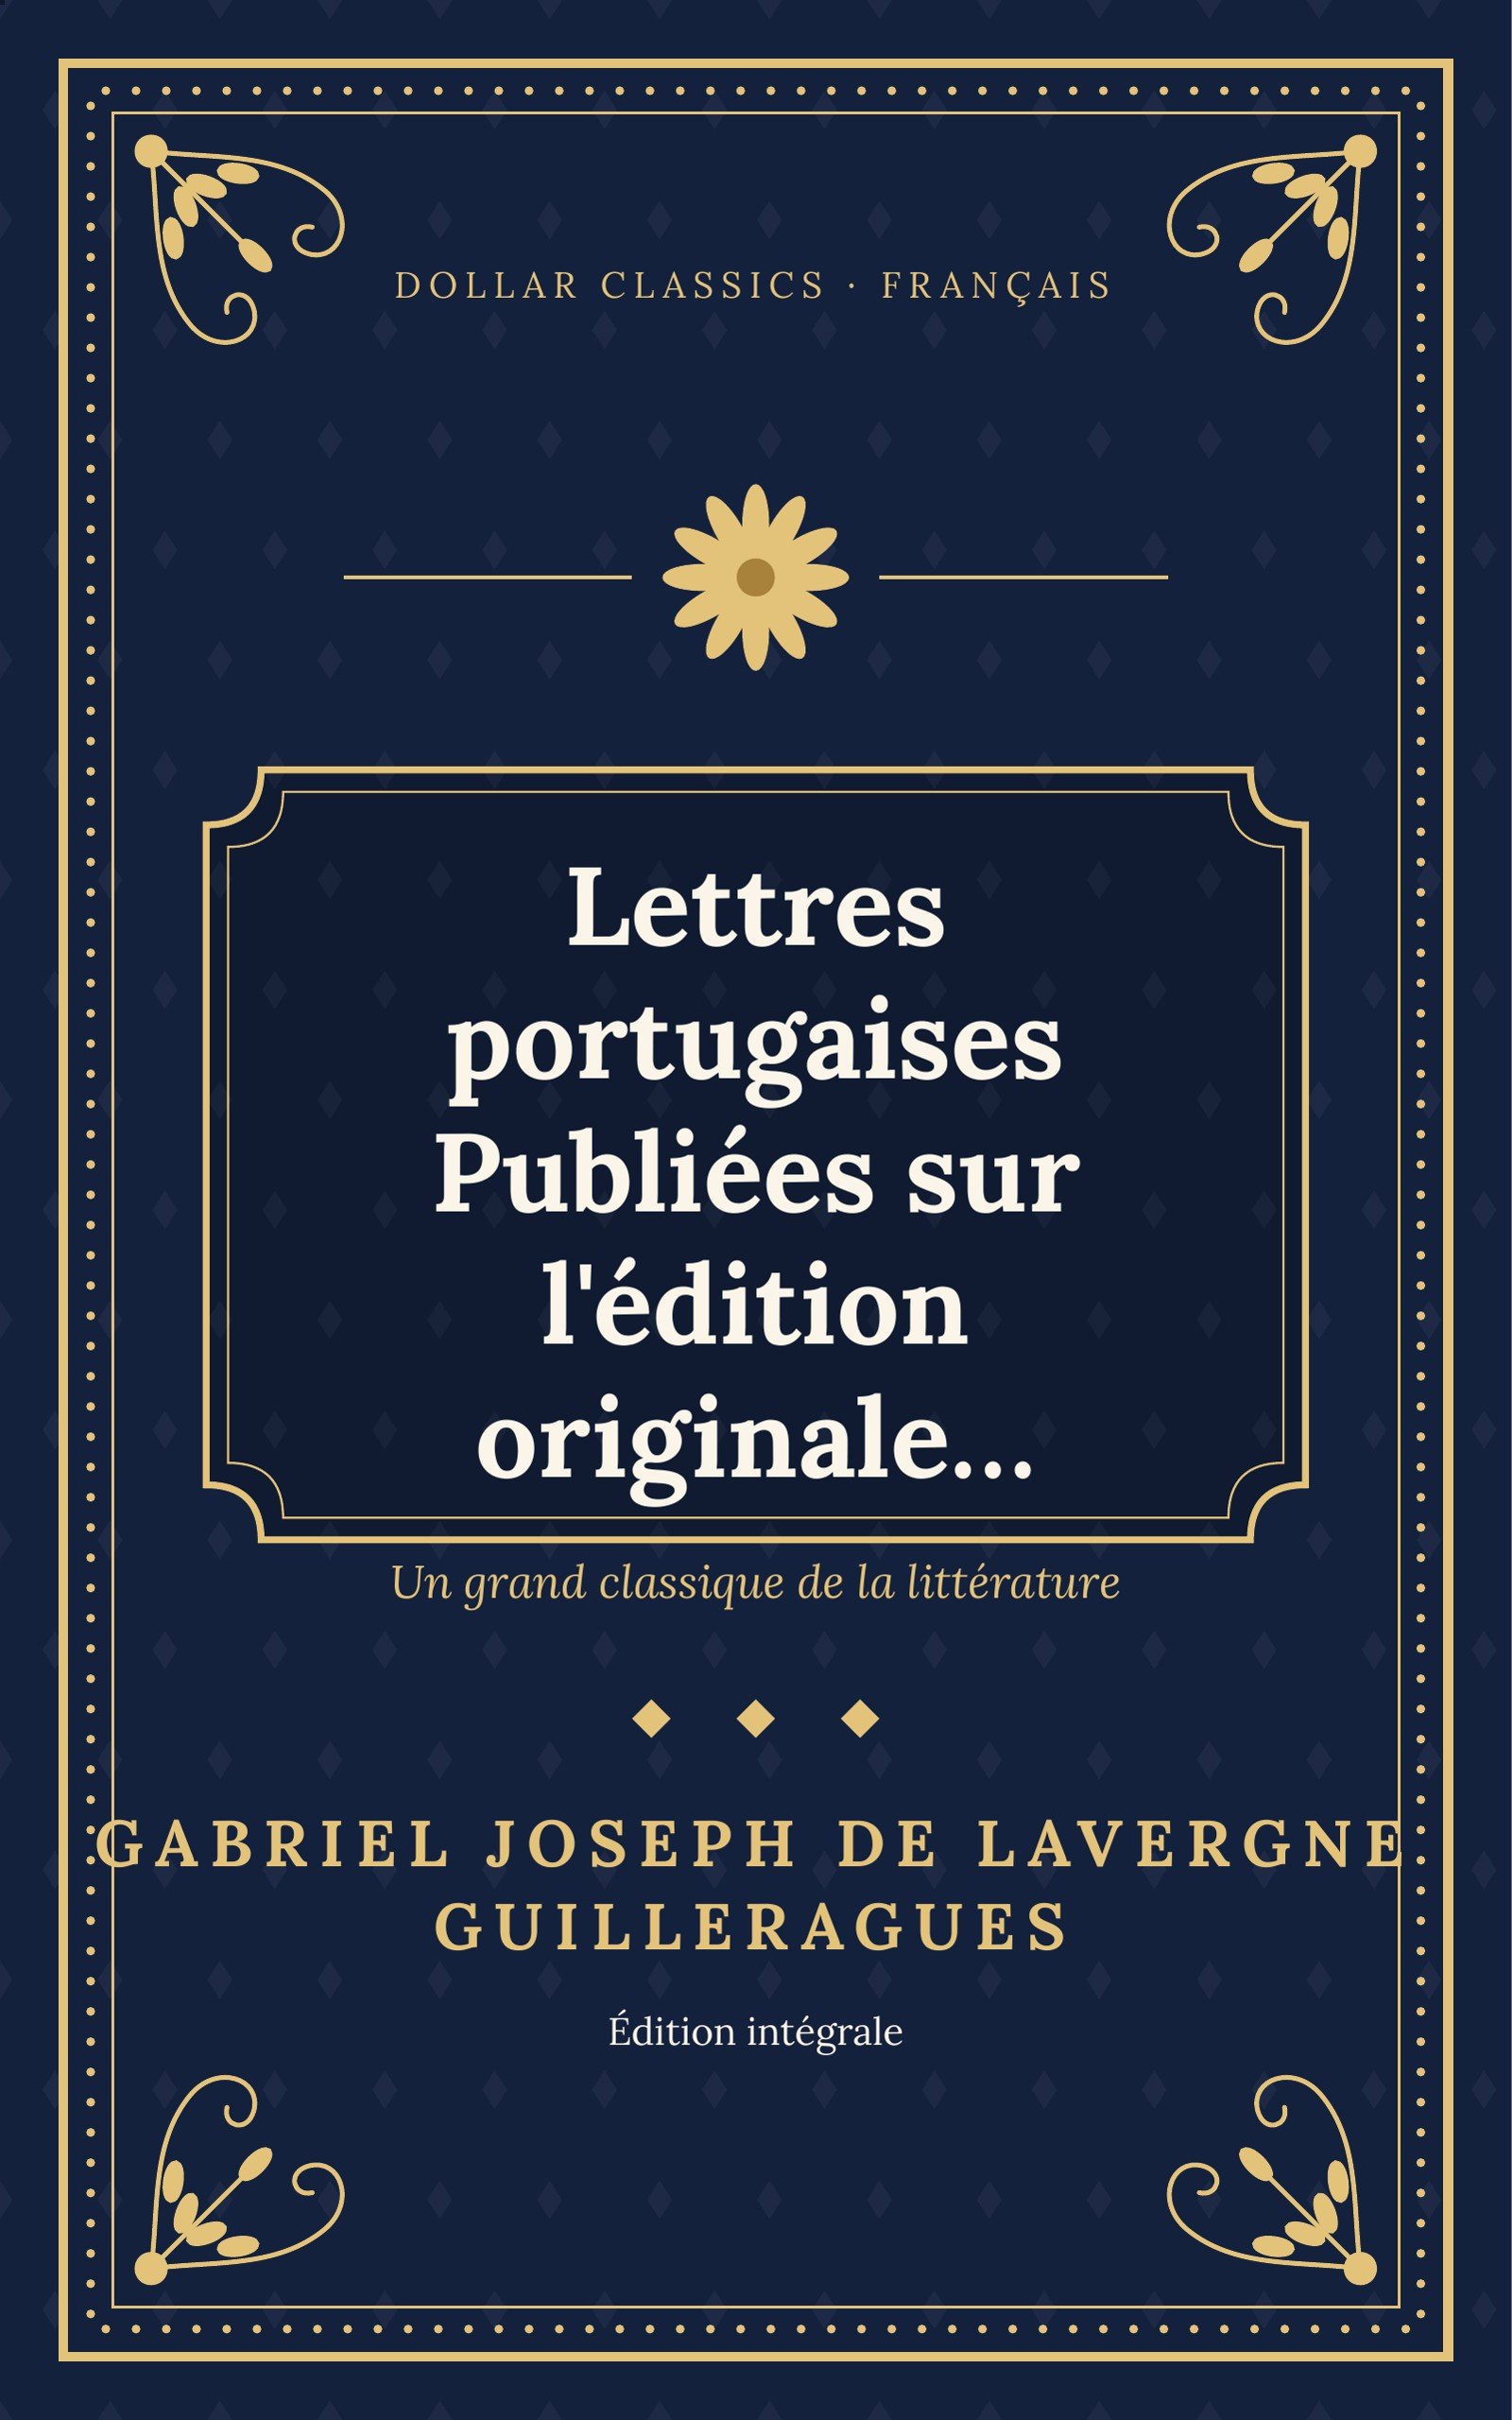 DOLLAR CLASSICS · FRANÇAIS
Lettres
portugaises
Publiées sur
l'édition
originale...
Un grand classique de la littérature
GABRIEL JOSEPH DE LAVERGNE
GUILLERAGUES
Édition intégrale